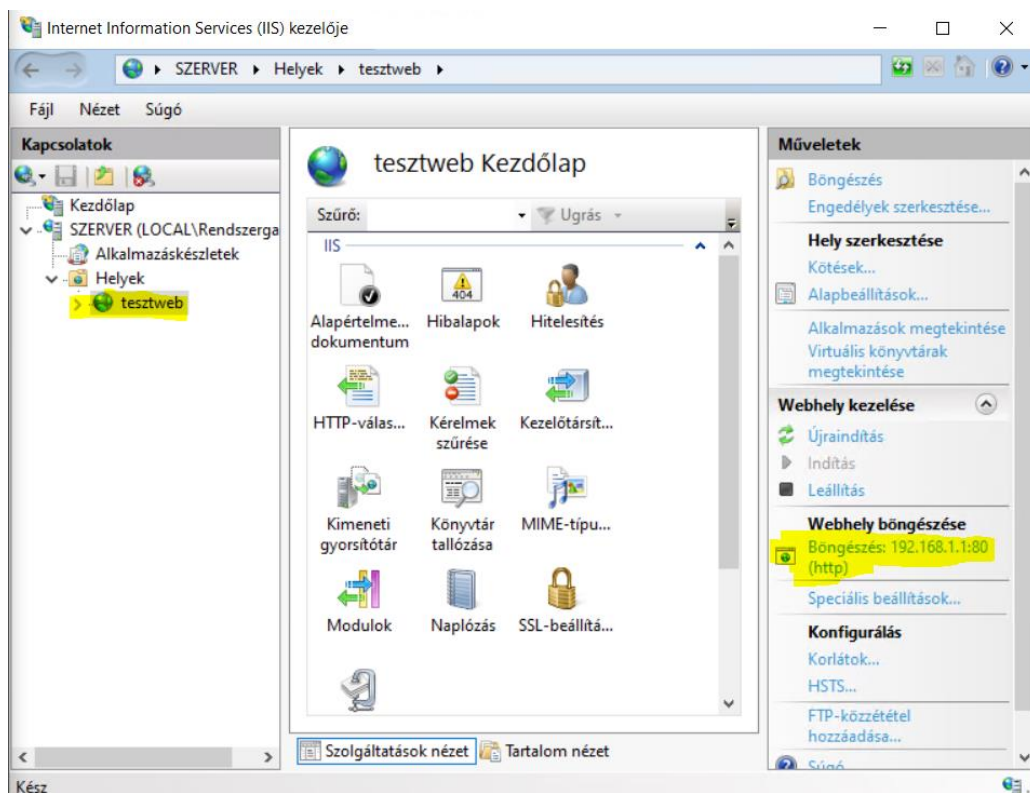 Internet Information Services (IIS) kezelője
SZERVER Helyek tesztweb
Fájl Nézet Súgó
Kapcsolatok
Kezdőlap
SZERVER (LOCAL\Rendszerga
Alkalmazáskészletek
Helyek
tesztweb
tesztweb Kezdőlap
Szűrő: Ugrás
IIS
Alapértelme... Hibalapok Hitelesítés
dokumentum
404
HTTP-válas... Kérelmek Kezelőtársít...
szűrése
Kimeneti Könyvtár MIME-típu...
gyorsítótár tallózása
Modulok Naplózás SSL-beállítá...
Szolgáltatások nézet Tartalom nézet
Műveletek
Böngészés
Engedélyek szerkesztése...
Hely szerkesztése
Kötések...
Alapbeállítások...
Alkalmazások megtekintése
Virtuális könyvtárak
megtekintése
Webhely kezelése
Újraindítás
Indítás
Leállítás
Webhely böngészése
Böngészés: 192.168.1.1:80
(http)
Speciális beállítások...
Konfigurálás
Korlátok...
HSTS...
FTP-közzététel
hozzáadása...
Súgó
Kész